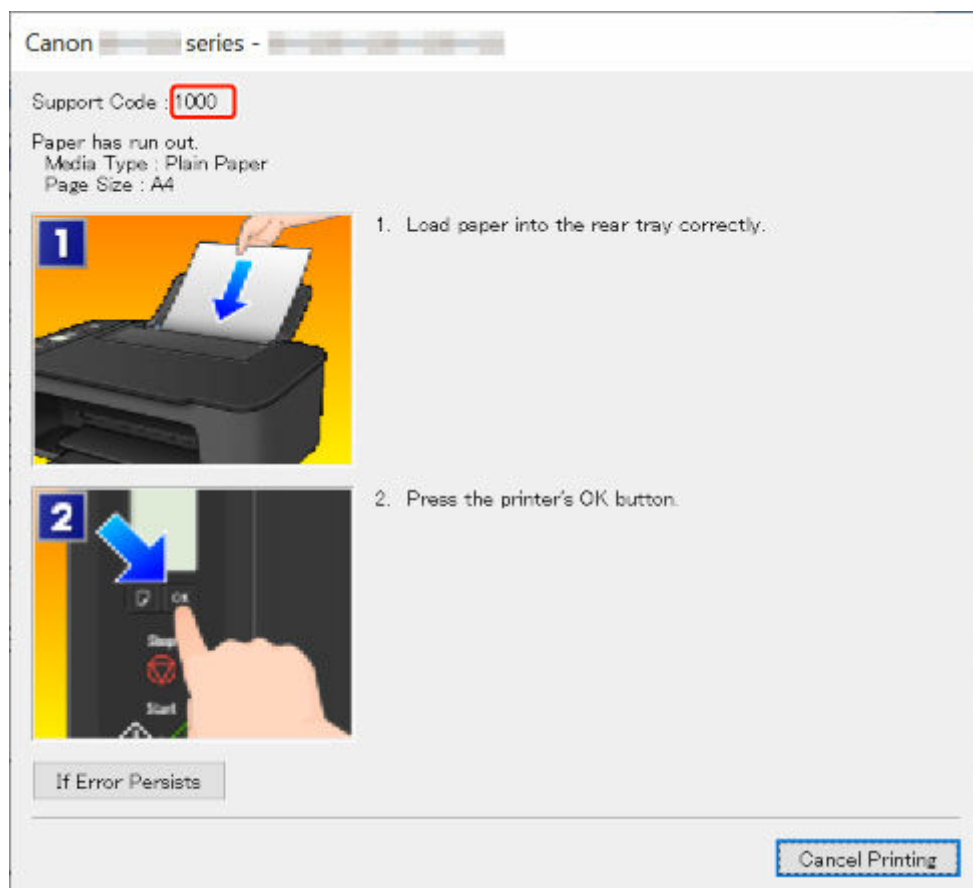 Canon series -
Support Code : 1000
Paper has run out.
Media Type : Plain Paper
Page Size : A4
1
1. Load paper into the rear tray correctly.
2
2. Press the printer's OK button.
OK
Stop
Start
If Error Persists
Cancel Printing